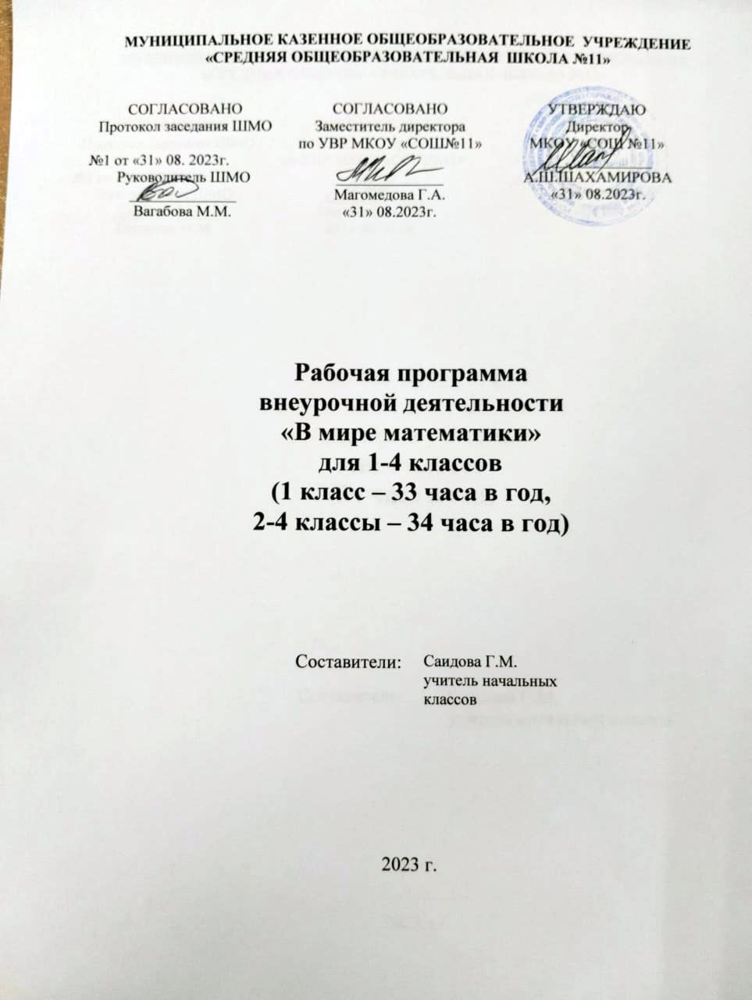 МУНИЦИПАЛЬНОЕ КАЗЕННОЕ ОБЩЕОБРАЗОВАТЕЛЬНОЕ УЧРЕЖДЕНИЕ
«СРЕДНЯЯ ОБЩЕОБРАЗОВАТЕЛЬНАЯ ШКОЛА №11»
СОГЛАСОВАНО
Протокол заседания ШМО
№1 от «31» 08. 2023г.
Руководитель ШМО
Вагабова М.М.
СОГЛАСОВАНО
Заместитель директора
по УВР МКОУ «СОШ№11»
Магомедова Г.А.
«31» 08.2023г.
УТВЕРЖДАЮ
Директор
МКОУ «СОШ №11»
А.Ш.ШАХАМИРОВА
«31» 08.2023г.
Рабочая программа
внеурочной деятельности
«В мире математики»
для 1-4 классов
(1 класс – 33 часа в год,
2-4 классы – 34 часа в год)
Составители: Саидова Г.М.
учитель начальных
классов
2023 г.